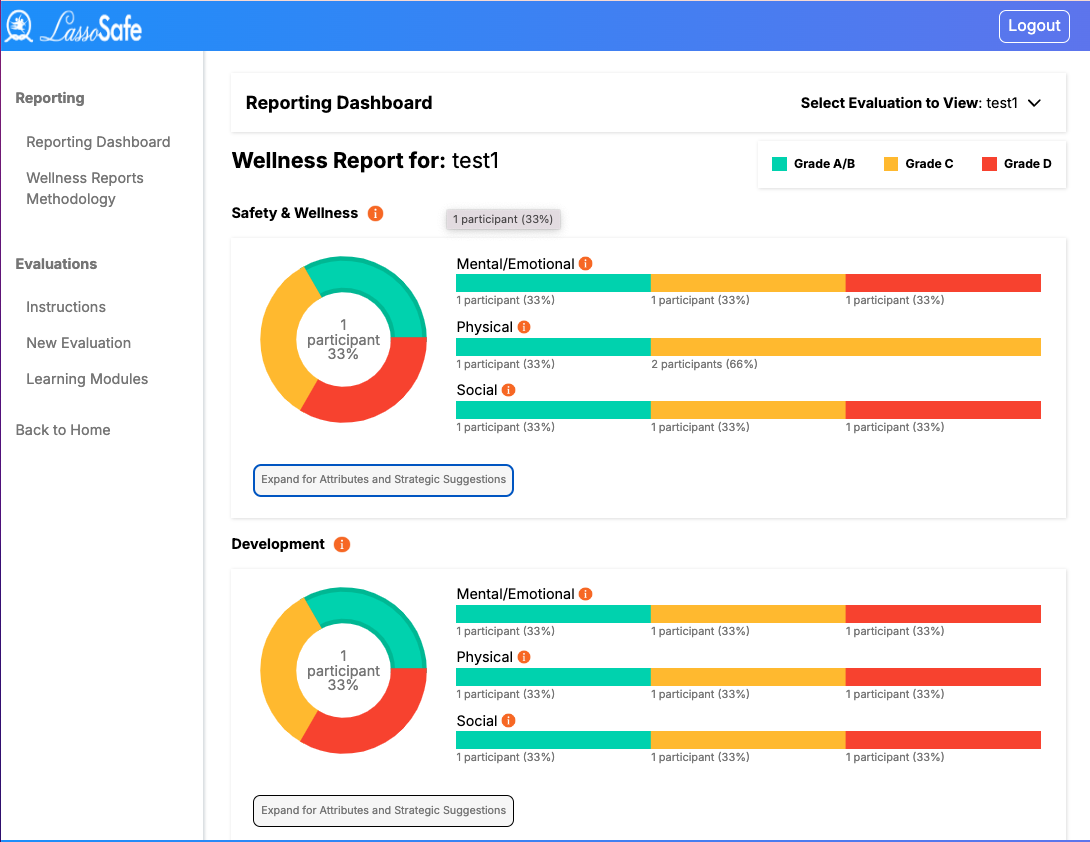 LassoSafe
Logout
Reporting
Reporting Dashboard
Wellness Reports
Methodology
Evaluations
Instructions
New Evaluation
Learning Modules
Back to Home
Reporting Dashboard
Select Evaluation to View: test1
Wellness Report for: test1
Grade A/B Grade C Grade D
Safety & Wellness i
1 participant (33%)
1
participant
33%
Mental/Emotional i
1 participant (33%) 1 participant (33%) 1 participant (33%)
Physical i
1 participant (33%) 2 participants (66%)
Social i
1 participant (33%) 1 participant (33%) 1 participant (33%)
Expand for Attributes and Strategic Suggestions
Development i
1
participant
33%
Mental/Emotional i
1 participant (33%) 1 participant (33%) 1 participant (33%)
Physical i
1 participant (33%) 1 participant (33%) 1 participant (33%)
Social i
1 participant (33%) 1 participant (33%) 1 participant (33%)
Expand for Attributes and Strategic Suggestions